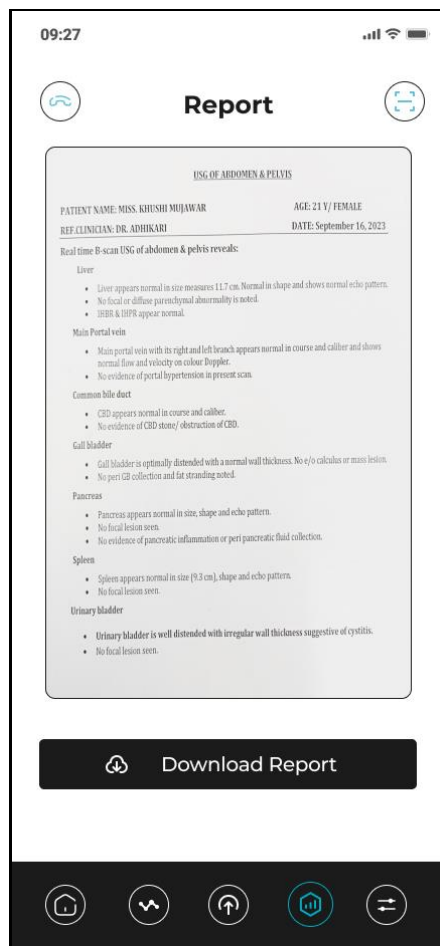 09:27
Report
USG OF ABDOMEN & PELVIS
PATIENT NAME: MISS. KHUSHI MUJAWAR AGE: 21 Y/ FEMALE
REF.CLINICIAN: DR. ADHIKARI DATE: September 16, 2023
Real time B-scan USG of abdomen & pelvis reveals:
Liver
• Liver appears normal in size measures 11.7 cm. Normal in shape and shows normal echo pattern.
• No focal or diffuse parenchymal abnormality is noted.
• IHBR & IHPR appear normal.
Main Portal vein
• Main portal vein with its right and left branch appears normal in course and caliber and shows
normal flow and velocity on colour Doppler.
• No evidence of portal hypertension in present scan.
Common bile duct
• CBD appears normal in course and caliber.
• No evidence of CBD stone/ obstruction of CBD.
Gall bladder
• Gall bladder is optimally distended with a normal wall thickness. No e/o calculus or mass lesion.
• No peri GB collection and fat stranding noted.
Pancreas
• Pancreas appears normal in size, shape and echo pattern.
• No focal lesion seen.
• No evidence of pancreatic inflammation or peri pancreatic fluid collection.
Spleen
• Spleen appears normal in size (9.3 cm), shape and echo pattern.
• No focal lesion seen.
Urinary bladder
• Urinary bladder is well distended with irregular wall thickness suggestive of cystitis.
• No focal lesion seen.
Download Report